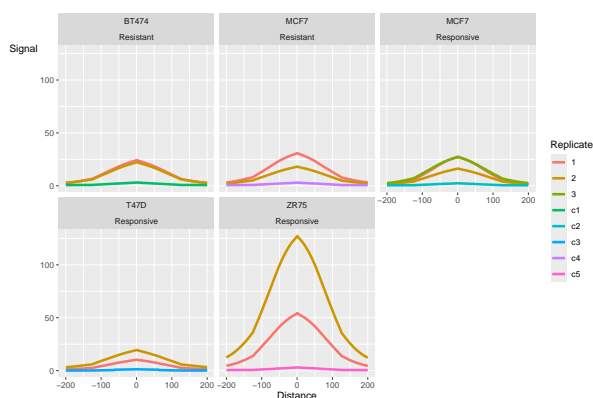 BT474 MCF7 MCF7
Resistant Resistant Responsive
Signal
100
50
0
−200 −100 0 100 200
T47D ZR75
Responsive Responsive
100
50
0
−200 −100 0 100 200 −200 −100 0 100 200
Distance
Replicate
1
2
3
c1
c2
c3
c4
c5